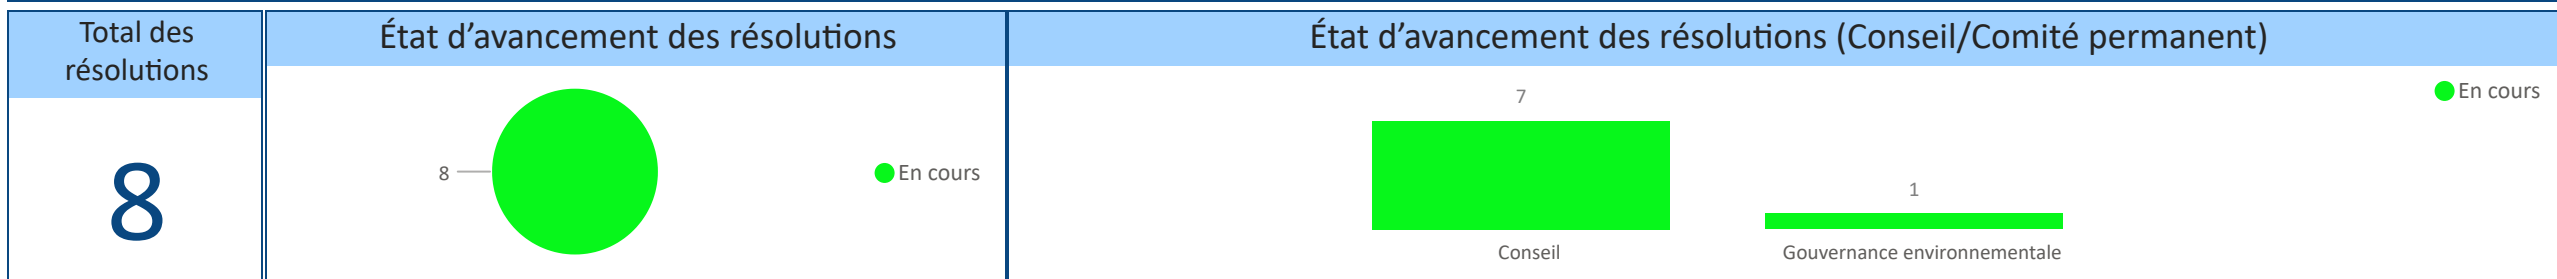 Total des
résolutions
8
État d’avancement des résolutions
8
En cours
État d’avancement des résolutions (Conseil/Comité permanent)
En cours
7
1
Conseil
Gouvernance environnementale